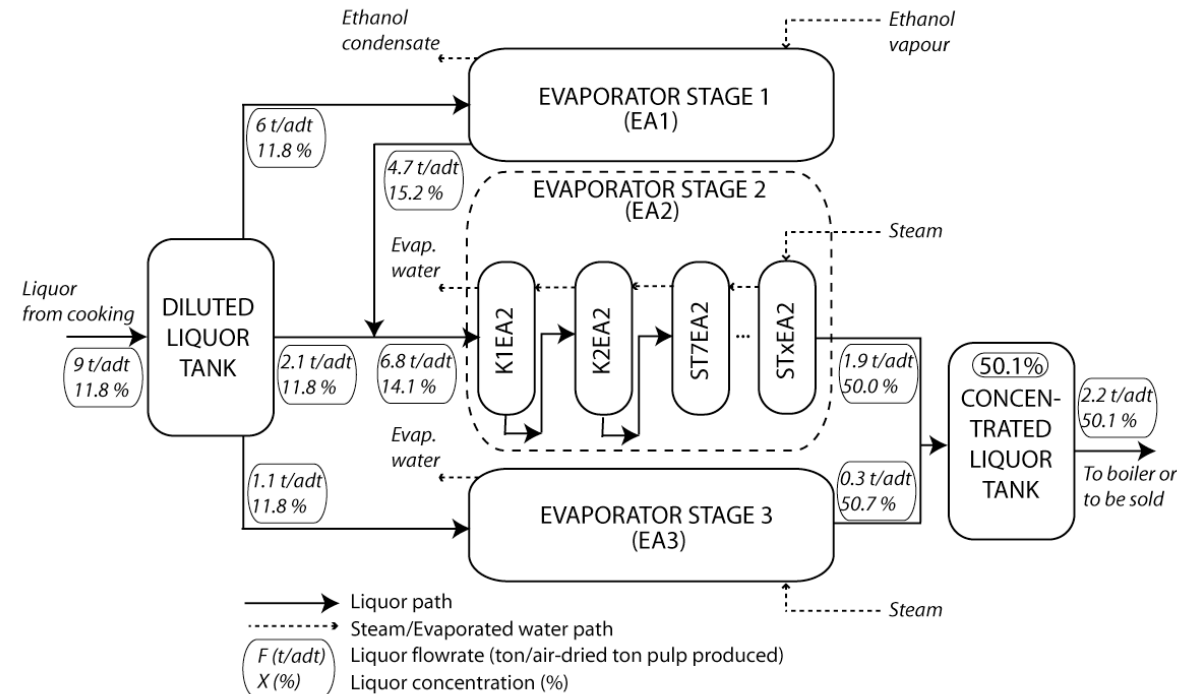 Ethanol
condensate
Ethanol
vapour
EVAPORATOR STAGE 1
(EA1)
6 t/adt
11.8 %
4.7 t/adt
15.2 %
EVAPORATOR STAGE 2
(EA2)
Steam
Evap.
water
Liquor
from cooking
9 t/adt
11.8 %
DILUTED
LIQUOR
TANK
2.1 t/adt
11.8 %
6.8 t/adt
14.1 %
K1EA2
K2EA2
ST7EA2
...
STxEA2
1.9 t/adt
50.0 %
50.1%
CONCEN-
TRATED
LIQUOR
TANK
2.2 t/adt
50.1 %
To boiler or
to be sold
Evap.
water
1.1 t/adt
11.8 %
0.3 t/adt
50.7 %
EVAPORATOR STAGE 3
(EA3)
Steam
Liquor path
Steam/Evaporated water path
F (t/adt) Liquor flowrate (ton/air-dried ton pulp produced)
X (%) Liquor concentration (%)